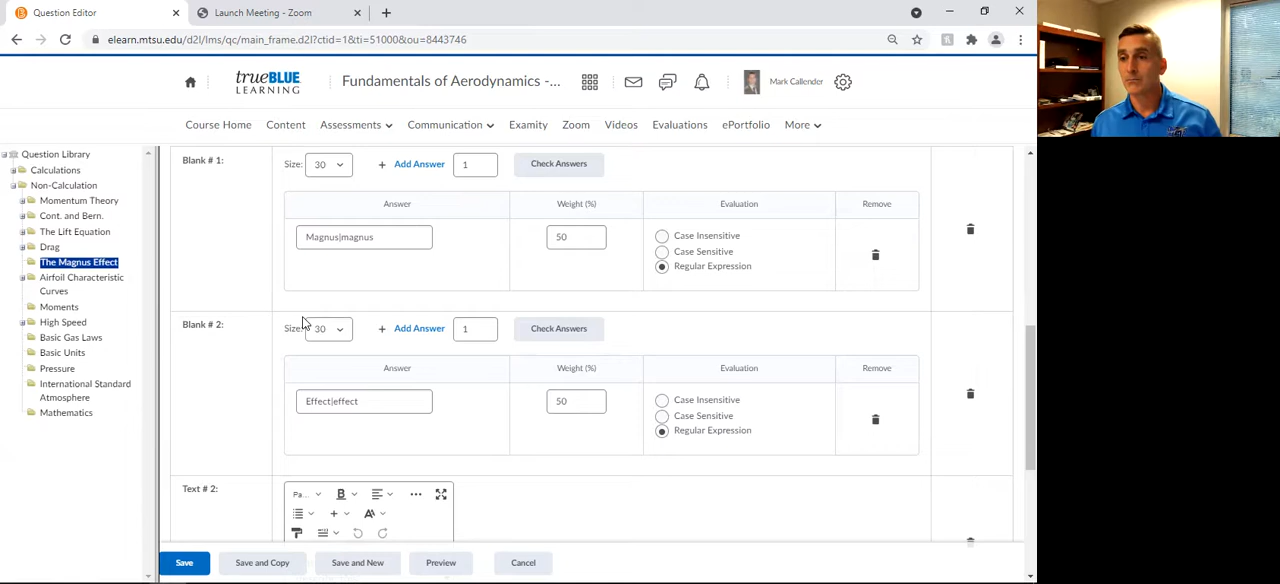 Question Editor
Launch Meeting - Zoom
elearn.mtsu.edu/d2l/lms/qc/main_frame.d2l?ctid=1&ti=51000&ou=8443746
trueBLUE
LEARNING
Fundamentals of Aerodynamics -...
Mark Callender
Course Home Content Assessments Communication Examity Zoom Videos Evaluations ePortfolio More
Question Library
Calculations
Non-Calculation
Momentum Theory
Cont. and Bern.
The Lift Equation
Drag
The Magnus Effect
Airfoil Characteristic
Curves
Moments
High Speed
Basic Gas Laws
Basic Units
Pressure
International Standard
Atmosphere
Mathematics
Blank # 1:
Size: 30 + Add Answer 1 Check Answers
Answer Weight (%) Evaluation Remove
Magnus|magnus 50
Case Insensitive
Case Sensitive
Regular Expression
Blank # 2:
Size: 30 + Add Answer 1 Check Answers
Answer Weight (%) Evaluation Remove
Effect|effect 50
Case Insensitive
Case Sensitive
Regular Expression
Text # 2:
Pa... B
Save Save and Copy Save and New Preview Cancel